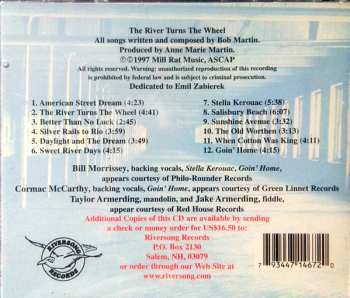 The River Turns The Wheel
All songs written and composed by Bob Martin.
Produced by Anne Marie Martin.
℗©1997 Mill Rat Music, ASCAP
All rights reserved. Warning: unauthorized reproduction of this recording
is prohibited by federal law and is subject to criminal prosecution.
Dedicated to Emil Zabierek
1. American Street Dream (4:23)
2. The River Turns The Wheel (4:41)
3. Better Than No Luck (2:45)
4. Silver Rails to Rio (3:59)
5. Daylight and The Dream (3:49)
6. Sweet River Days (4:15)
7. Stella Kerouac (5:38)
8. Salisbury Beach (6:01)
9. Sunshine Avenue (3:33)
10. The Old Worthen (3:13)
11. When Cotton Was King (4:11)
12. Goin' Home (4:15)
Bill Morrissey, backing vocals, Stella Kerouac, Goin' Home,
appears courtesy of Philo-Rounder Records
Cormac McCarthy, backing vocals, Goin' Home, appears courtesy of Green Linnet Records
Taylor Armerding, mandolin, and Jake Armerding, fiddle,
appear courtesy of Red House Records
Additional Copies of this CD are available by sending
a check or money order for US$16.50 to:
Riversong Records
P.O. Box 2130
Salem, NH, 03079
or order through our Web Site at
www.riversong.com
RIVERSONG
RECORDS
7 93447 14672 0